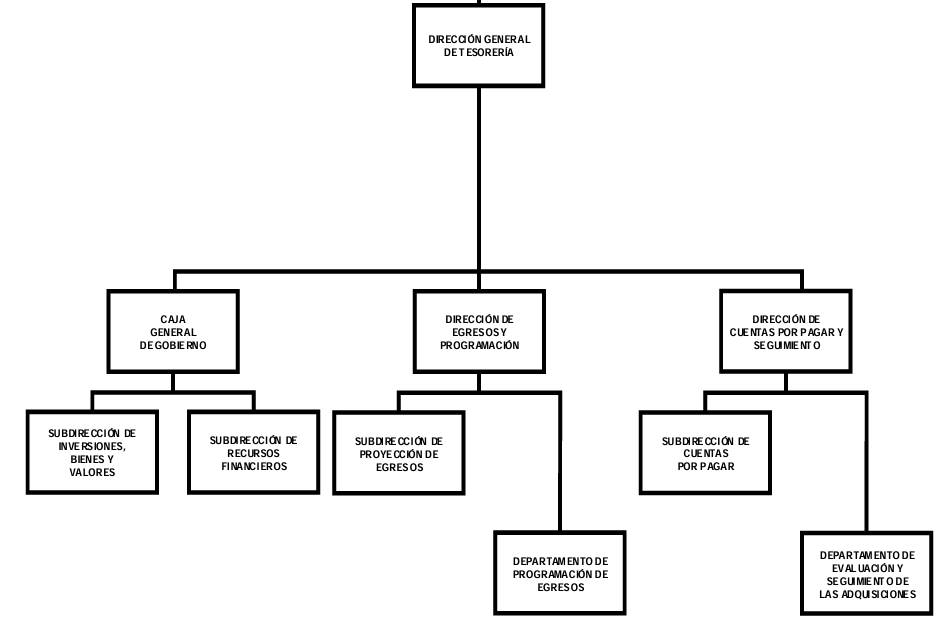 DIRECCIÓN GENERAL
DE TESORERÍA
CAJA
GENERAL
DE GOBIERNO
DIRECCIÓN DE
EGRESOS Y
PROGRAMACIÓN
DIRECCIÓN DE
CUENTAS POR PAGAR Y
SEGUIMIENTO
SUBDIRECCIÓN DE
INVERSIONES,
BIENES Y
VALORES
SUBDIRECCIÓN DE
RECURSOS
FINANCIEROS
SUBDIRECCIÓN DE
PROYECCIÓN DE
EGRESOS
SUBDIRECCIÓN DE
CUENTAS
POR PAGAR
DEPARTAMENTO DE
PROGRAMACIÓN DE
EGRESOS
DEPARTAMENTO DE
EVALUACIÓN Y
SEGUIMIENTO DE
LAS ADQUISICIONES